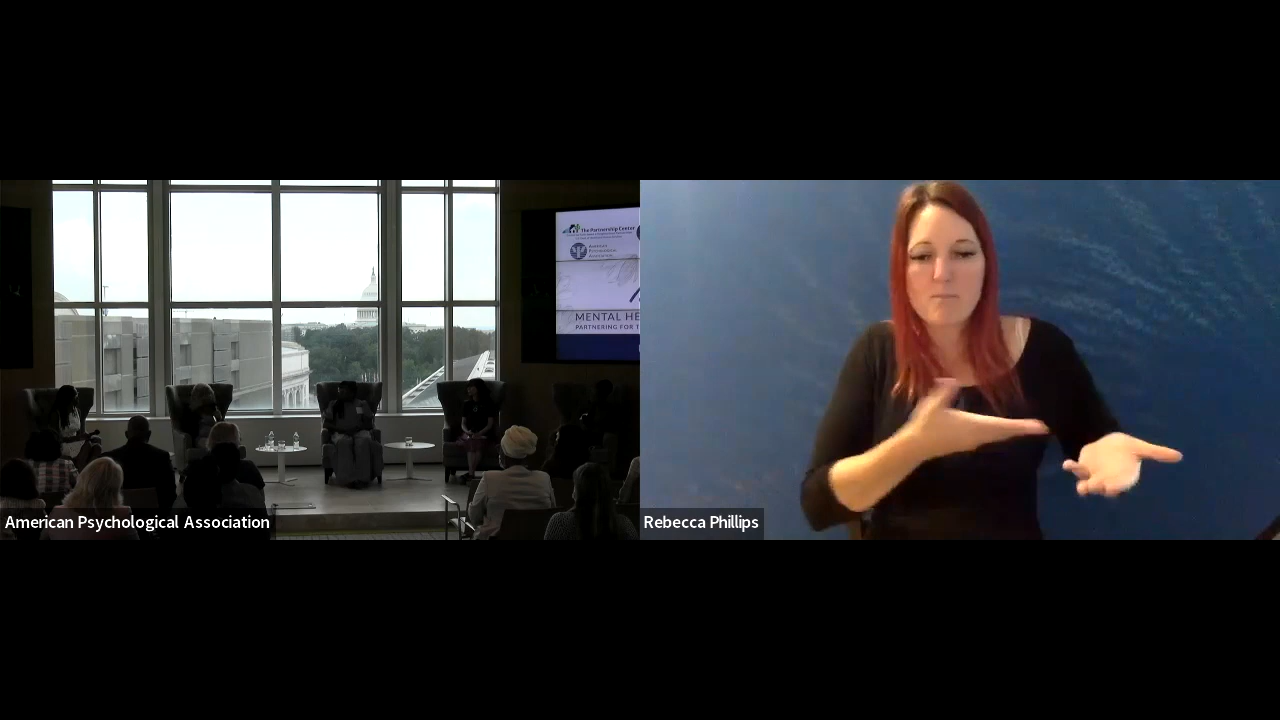 The Partnership Center
AMERICAN
PSYCHOLOGICAL
ASSOCIATION
MENTAL HE
PARTNERING FOR T
American Psychological Association
Rebecca Phillips